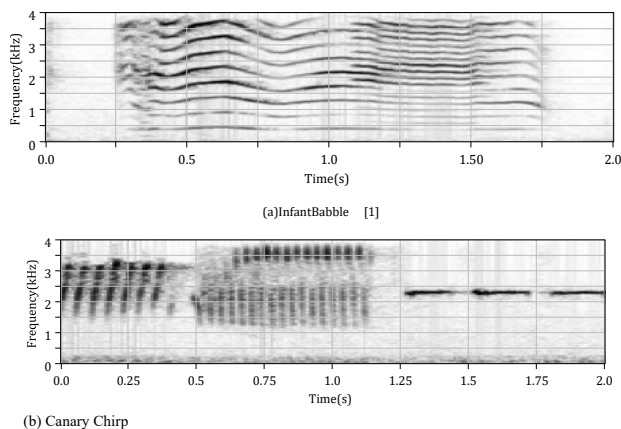 4
3
2
1
0
Frequency(kHz)
0.0 0.5 1.0 1.50 2.0
Time(s)
(a)InfantBabble [1]
4
3
2
1
0
Frequency(kHz)
0.0 0.25 0.5 0.75 1.0 1.25 1.5 1.75 2.0
Time(s)
(b) Canary Chirp